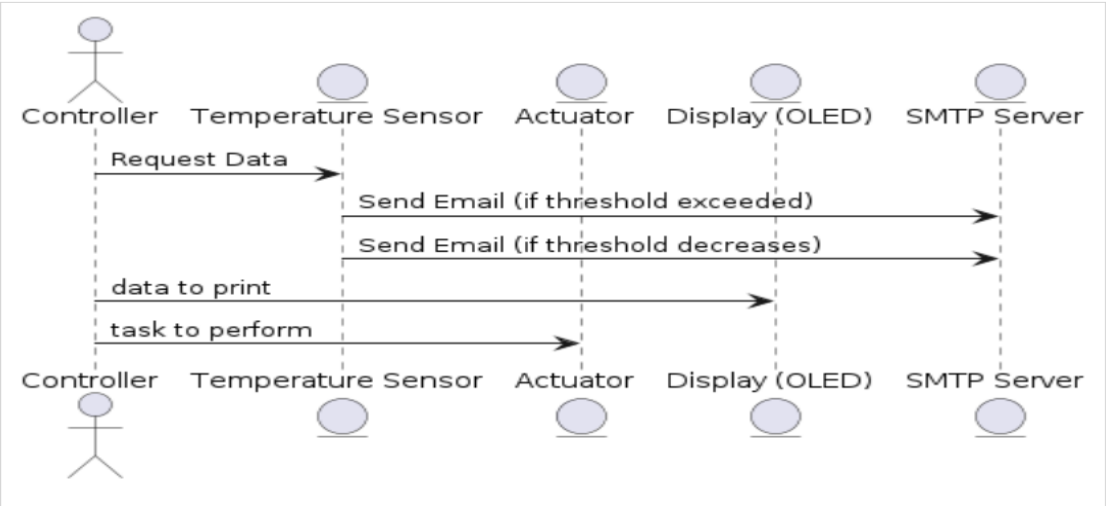 Controller Temperature Sensor Actuator Display (OLED) SMTP Server
Request Data
Send Email (if threshold exceeded)
Send Email (if threshold decreases)
data to print
task to perform
Controller Temperature Sensor Actuator Display (OLED) SMTP Server